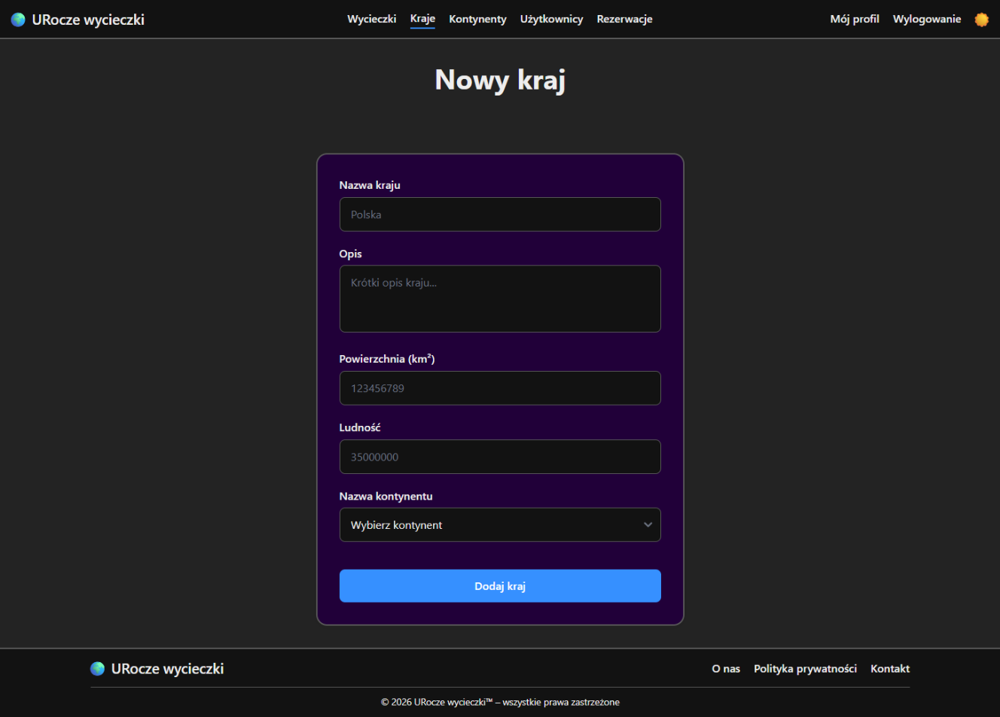 URocze wycieczki
Wycieczki Kraje Kontynenty Użytkownicy Rezerwacje
Mój profil Wylogowanie
Nowy kraj
Nazwa kraju
Polska
Opis
Krótki opis kraju...
Powierzchnia (km²)
123456789
Ludność
35000000
Nazwa kontynentu
Wybierz kontynent
Dodaj kraj
URocze wycieczki
O nas Polityka prywatności Kontakt
© 2026 URocze wycieczki™ – wszystkie prawa zastrzeżone